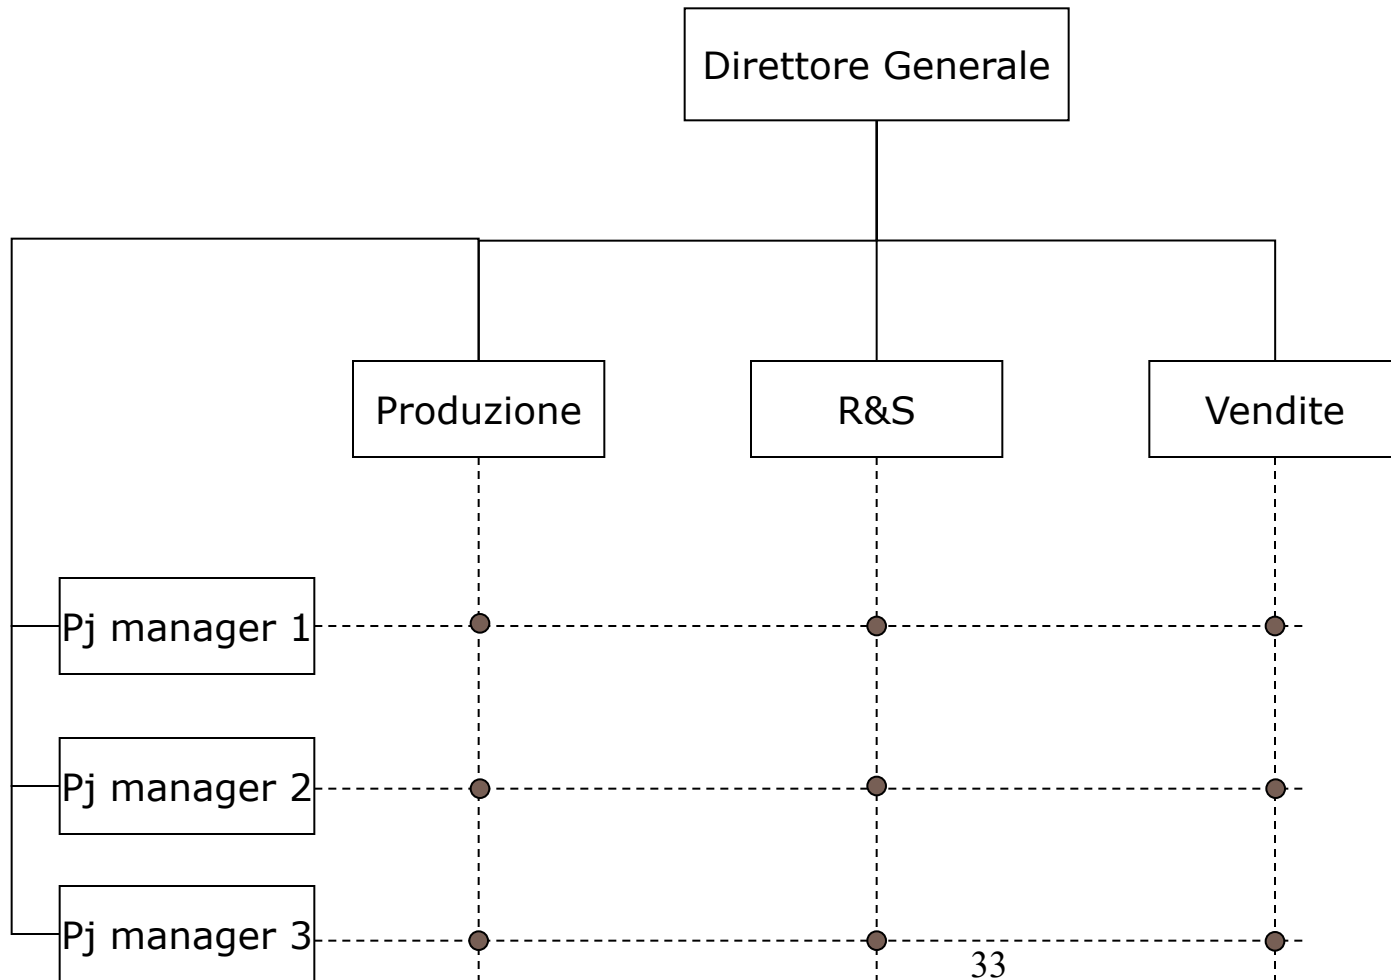 Direttore Generale
Produzione
R&S
Vendite
Pj manager 1
Pj manager 2
Pj manager 3
33